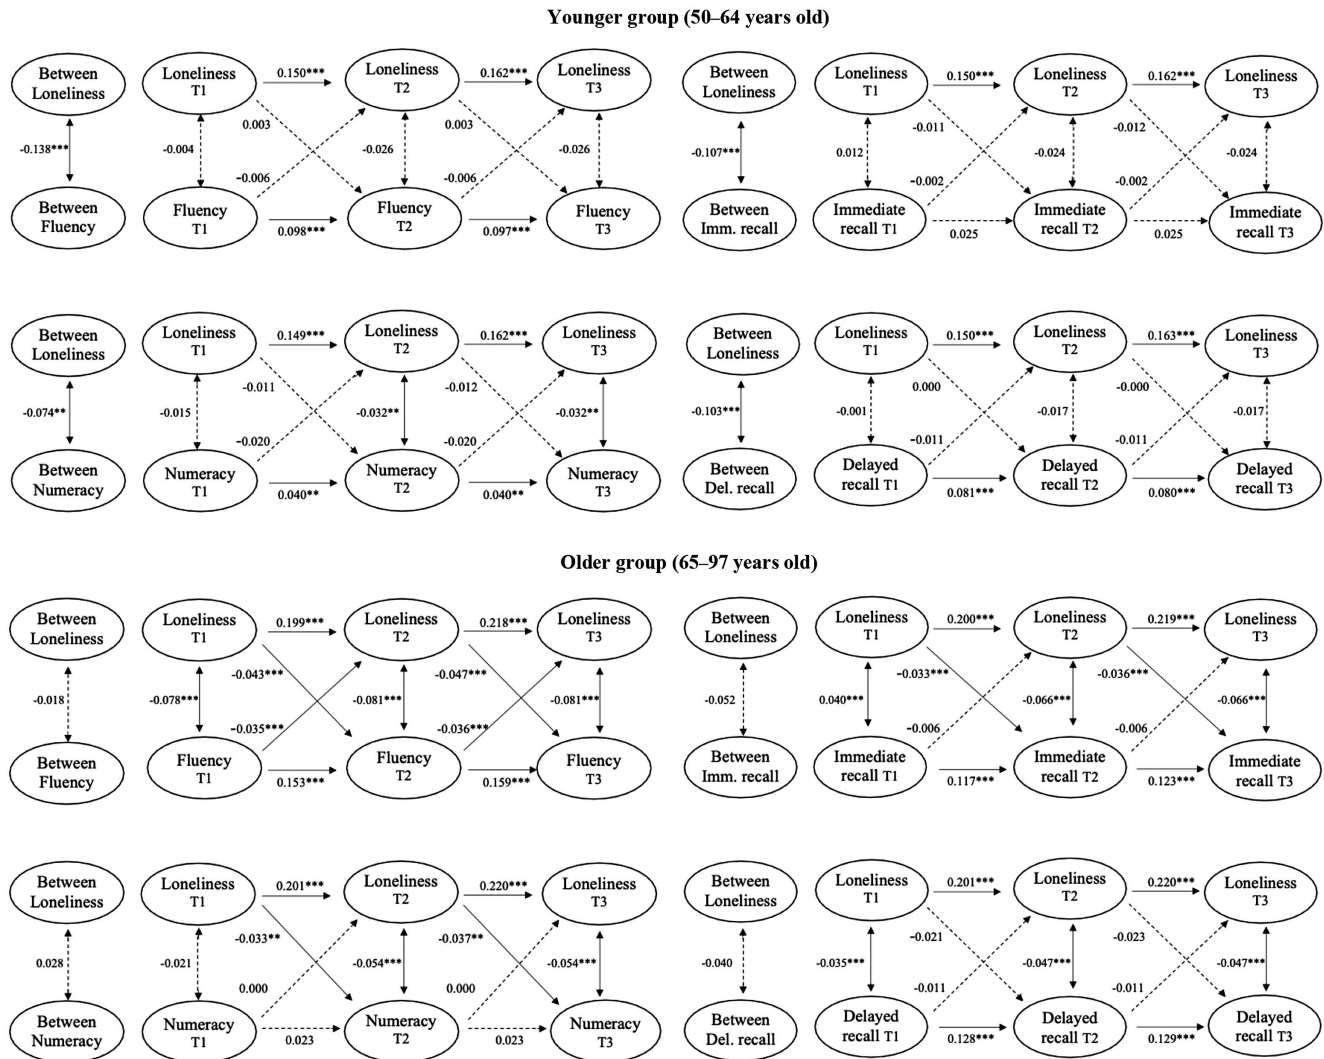 Younger group (50–64 years old)
Between
Loneliness
-0.138***
Between
Fluency
Loneliness
T1
0.150***
Loneliness
T2
0.162***
Loneliness
T3
0.003
0.003
-0.004
-0.026
-0.026
-0.006
-0.006
Fluency
T1
0.098***
Fluency
T2
0.097***
Fluency
T3
Between
Loneliness
-0.107***
Between
Imm. recall
Loneliness
T1
0.150***
Loneliness
T2
0.162***
Loneliness
T3
-0.011
-0.012
0.012
-0.024
-0.024
-0.002
-0.002
Immediate
recall T1
0.025
Immediate
recall T2
0.025
Immediate
recall T3
Between
Loneliness
-0.074**
Between
Numeracy
Loneliness
T1
0.149***
Loneliness
T2
0.162***
Loneliness
T3
-0.011
-0.012
-0.015
-0.032**
-0.032**
-0.020
-0.020
Numeracy
T1
0.040**
Numeracy
T2
0.040**
Numeracy
T3
Between
Loneliness
-0.103***
Between
Del. recall
Loneliness
T1
0.150***
Loneliness
T2
0.163***
Loneliness
T3
0.000
-0.000
-0.001
-0.017
-0.017
-0.011
-0.011
Delayed
recall T1
0.081***
Delayed
recall T2
0.080***
Delayed
recall T3
Older group (65–97 years old)
Between
Loneliness
-0.018
Between
Fluency
Loneliness
T1
0.199***
Loneliness
T2
0.218***
Loneliness
T3
-0.043***
-0.047***
-0.078***
-0.081***
-0.081***
-0.035***
-0.036***
Fluency
T1
0.153***
Fluency
T2
0.159***
Fluency
T3
Between
Loneliness
-0.052
Between
Imm. recall
Loneliness
T1
0.200***
Loneliness
T2
0.219***
Loneliness
T3
-0.033***
-0.036***
0.040***
-0.066***
-0.066***
-0.006
-0.006
Immediate
recall T1
0.117***
Immediate
recall T2
0.123***
Immediate
recall T3
Between
Loneliness
0.028
Between
Numeracy
Loneliness
T1
0.201***
Loneliness
T2
0.220***
Loneliness
T3
-0.033**
-0.037**
-0.021
-0.054***
-0.054***
0.000
0.000
Numeracy
T1
0.023
Numeracy
T2
0.023
Numeracy
T3
Between
Loneliness
-0.040
Between
Del. recall
Loneliness
T1
0.201***
Loneliness
T2
0.220***
Loneliness
T3
-0.021
-0.023
-0.035***
-0.047***
-0.047***
-0.011
-0.011
Delayed
recall T1
0.128***
Delayed
recall T2
0.129***
Delayed
recall T3